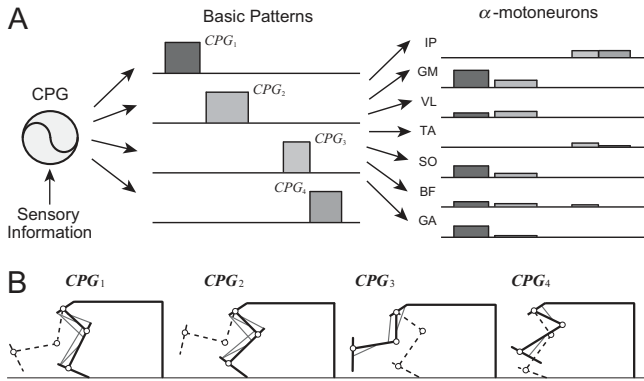 A
Basic Patterns
α-motoneurons
CPG
Sensory
Information
CPG₁
CPG₂
CPG₃
CPG₄
IP
GM
VL
TA
SO
BF
GA
B
CPG₁
CPG₂
CPG₃
CPG₄